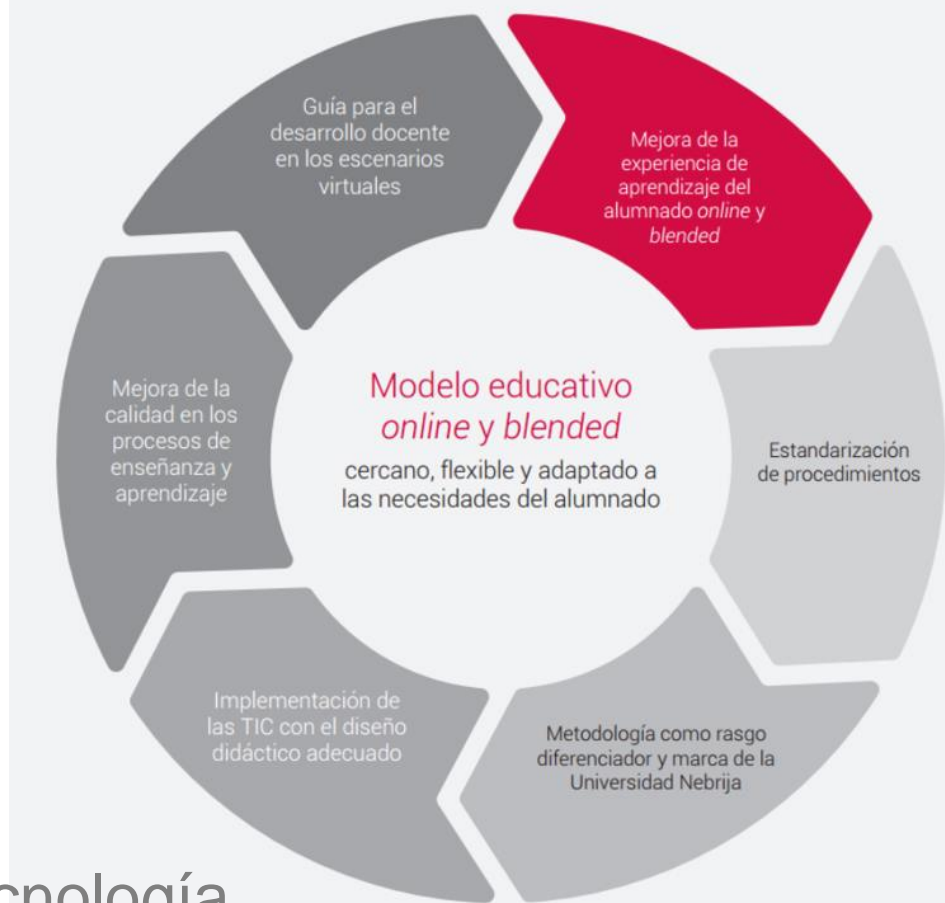 Guía para el
desarrollo docente
en los escenarios
virtuales
Mejora de la
experiencia de
aprendizaje del
alumnado online y
blended
Mejora de la
calidad en los
procesos de
enseñanza y
aprendizaje
Modelo educativo
online y blended
cercano, flexible y adaptado a
las necesidades del alumnado
Estandarización
de procedimientos
Implementación de
las TIC con el diseño
didáctico adecuado
Metodología como rasgo
diferenciador y marca de la
Universidad Nebrija
cnología